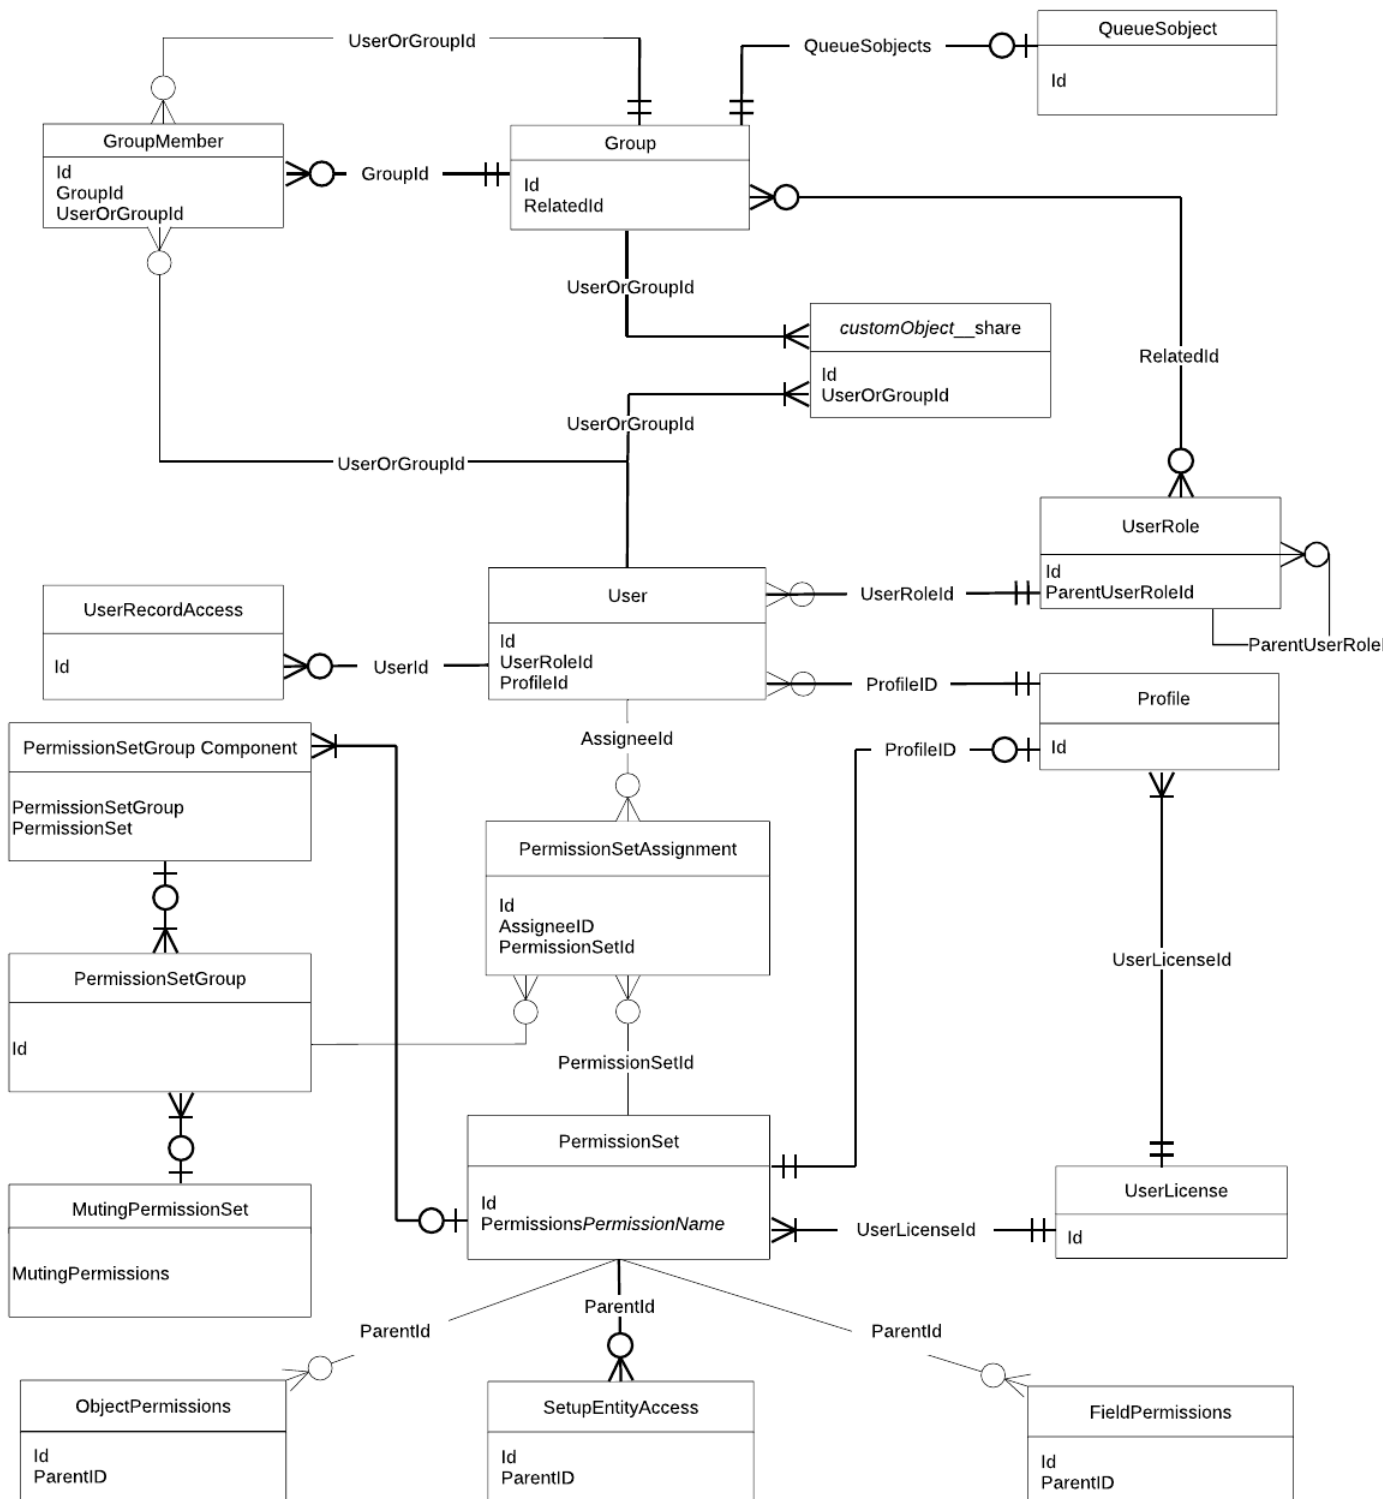 UserOrGroupId
QueueSobjects
QueueSobject
Id
GroupMember
Id
GroupId
UserOrGroupId
GroupId
Group
Id
RelatedId
UserOrGroupId
customObject__share
Id
UserOrGroupId
RelatedId
UserOrGroupId
UserOrGroupId
UserRole
Id
ParentUserRoleId
ParentUserRoleI
User
Id
UserRoleId
ProfileId
UserRoleId
UserRecordAccess
Id
UserId
ProfileID
Profile
Id
ProfileID
AssigneeId
PermissionSetGroup Component
PermissionSetGroup
PermissionSet
PermissionSetAssignment
Id
AssigneeID
PermissionSetId
UserLicenseId
PermissionSetGroup
Id
PermissionSetId
PermissionSet
Id
PermissionsPermissionName
UserLicenseId
UserLicense
Id
MutingPermissionSet
MutingPermissions
ParentId
ParentId
ParentId
ObjectPermissions
Id
ParentID
SetupEntityAccess
Id
ParentID
FieldPermissions
Id
ParentID